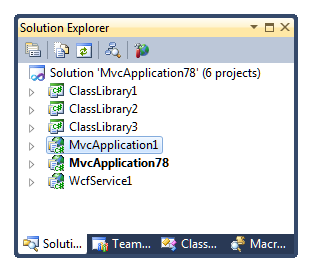 Solution Explorer
Solution 'MvcApplication78' (6 projects)
ClassLibrary1
ClassLibrary2
ClassLibrary3
MvcApplication1
MvcApplication78
WcfService1
Soluti... Team... Class... Macr...